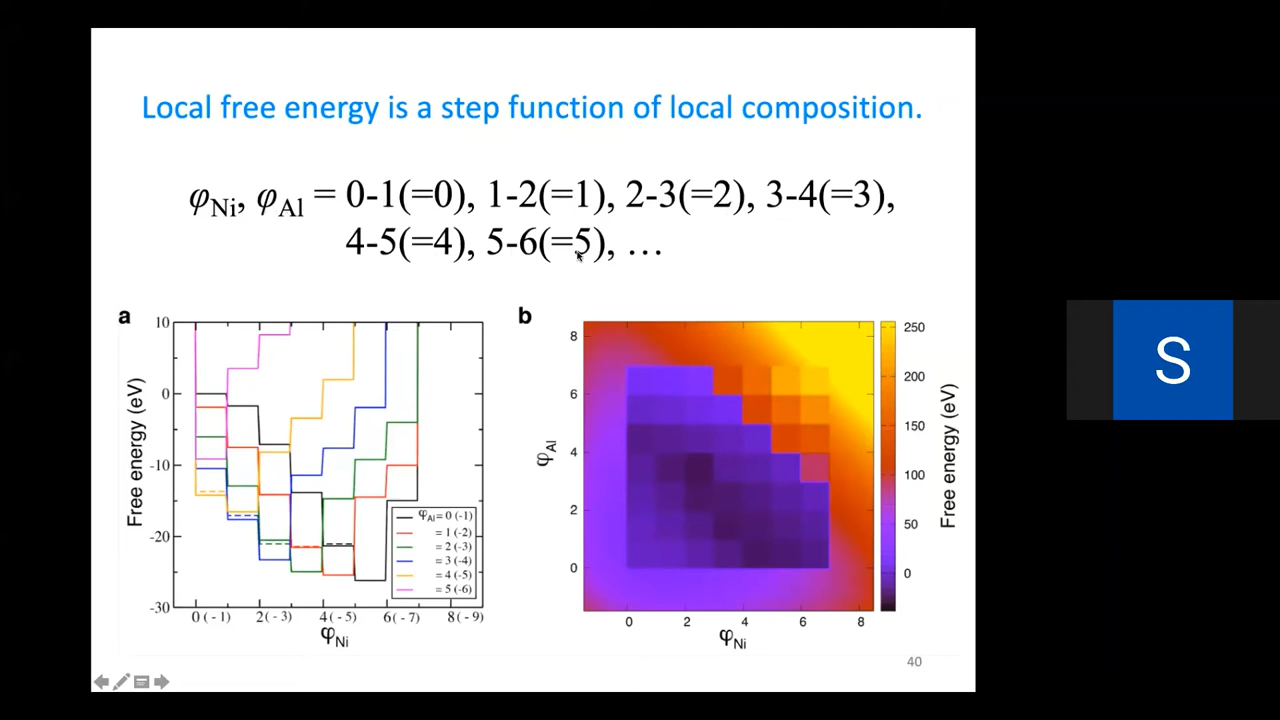 Local free energy is a step function of local composition.
φNi, φAl = 0-1(=0), 1-2(=1), 2-3(=2), 3-4(=3),
4-5(=4), 5-6(=5), …
a
10
0
-10
-20
-30
Free energy (eV)
φAl = 0 (-1)
= 1 (-2)
= 2 (-3)
= 3 (-4)
= 4 (-5)
= 5 (-6)
0 (-1) 2 (-3) 4 (-5) 6 (-7) 8 (-9)
φNi
b
8
6
4
2
0
φAl
0 2 4 6 8
φNi
250
200
150
100
50
0
Free energy (eV)
40
S